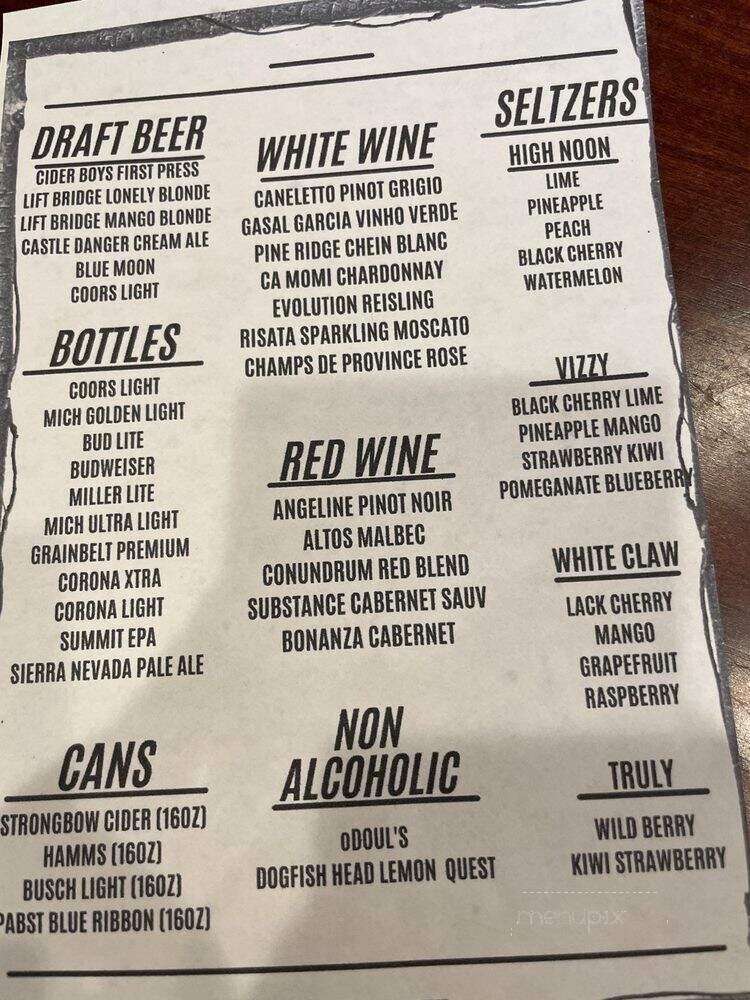 DRAFT BEER
CIDER BOYS FIRST PRESS
LIFT BRIDGE LONELY BLONDE
LIFT BRIDGE MANGO BLONDE
CASTLE DANGER CREAM ALE
BLUE MOON
COORS LIGHT
BOTTLES
COORS LIGHT
MICH GOLDEN LIGHT
BUD LITE
BUDWEISER
MILLER LITE
MICH ULTRA LIGHT
GRAINBELT PREMIUM
CORONA XTRA
CORONA LIGHT
SUMMIT EPA
SIERRA NEVADA PALE ALE
CANS
STRONGBOW CIDER (16OZ)
HAMMS (16OZ)
BUSCH LIGHT (16OZ)
PABST BLUE RIBBON (16OZ)
WHITE WINE
CANELETTO PINOT GRIGIO
GASAL GARCIA VINHO VERDE
PINE RIDGE CHEIN BLANC
CA MOMI CHARDONNAY
EVOLUTION REISLING
RISATA SPARKLING MOSCATO
CHAMPS DE PROVINCE ROSE
RED WINE
ANGELINE PINOT NOIR
ALTOS MALBEC
CONUNDRUM RED BLEND
SUBSTANCE CABERNET SAUV
BONANZA CABERNET
NON
ALCOHOLIC
oDOUL'S
DOGFISH HEAD LEMON QUEST
SELTZERS
HIGH NOON
LIME
PINEAPPLE
PEACH
BLACK CHERRY
WATERMELON
VIZZY
BLACK CHERRY LIME
PINEAPPLE MANGO
STRAWBERRY KIWI
POMEGANATE BLUEBERRY
WHITE CLAW
LACK CHERRY
MANGO
GRAPEFRUIT
RASPBERRY
TRULY
WILD BERRY
KIWI STRAWBERRY
menupix